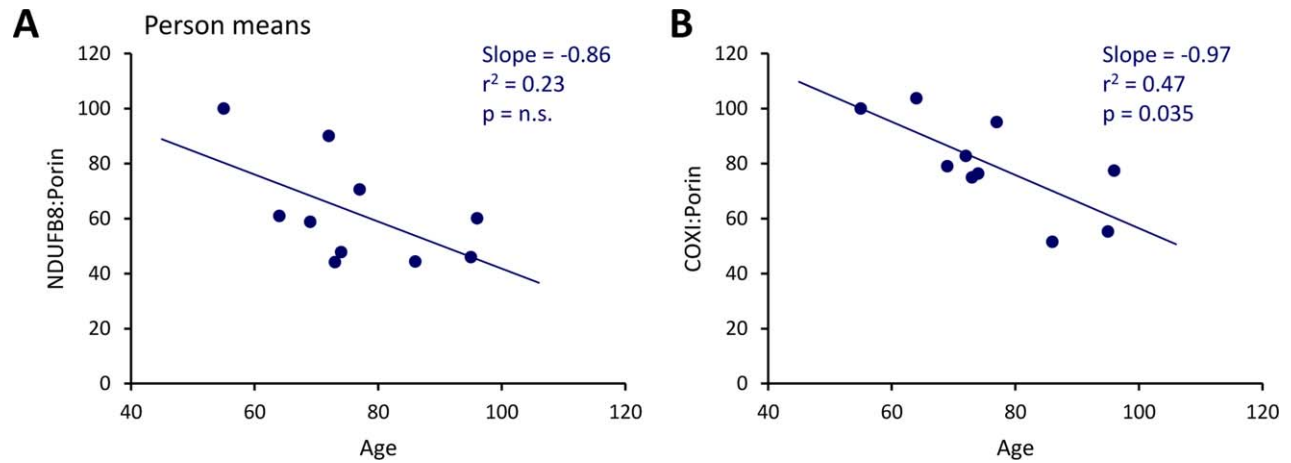 A
Person means
Slope = -0.86
r² = 0.23
p = n.s.
120
100
80
60
40
20
0
NDUFB8:Porin
40 60 80 100 120
Age
B
Slope = -0.97
r² = 0.47
p = 0.035
120
100
80
60
40
20
0
COXI:Porin
40 60 80 100 120
Age